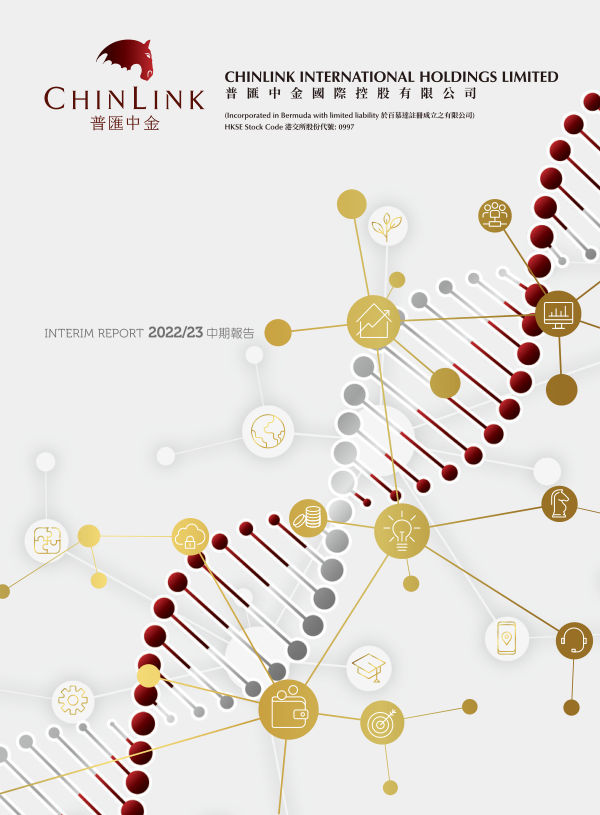 CHINLINK
普匯中金
CHINLINK INTERNATIONAL HOLDINGS LIMITED
普匯中金國際控股有限公司
(Incorporated in Bermuda with limited liability 於百慕達註冊成立之有限公司)
HKSE Stock Code 港交所股份代號: 0997
INTERIM REPORT 2022/23 中期報告